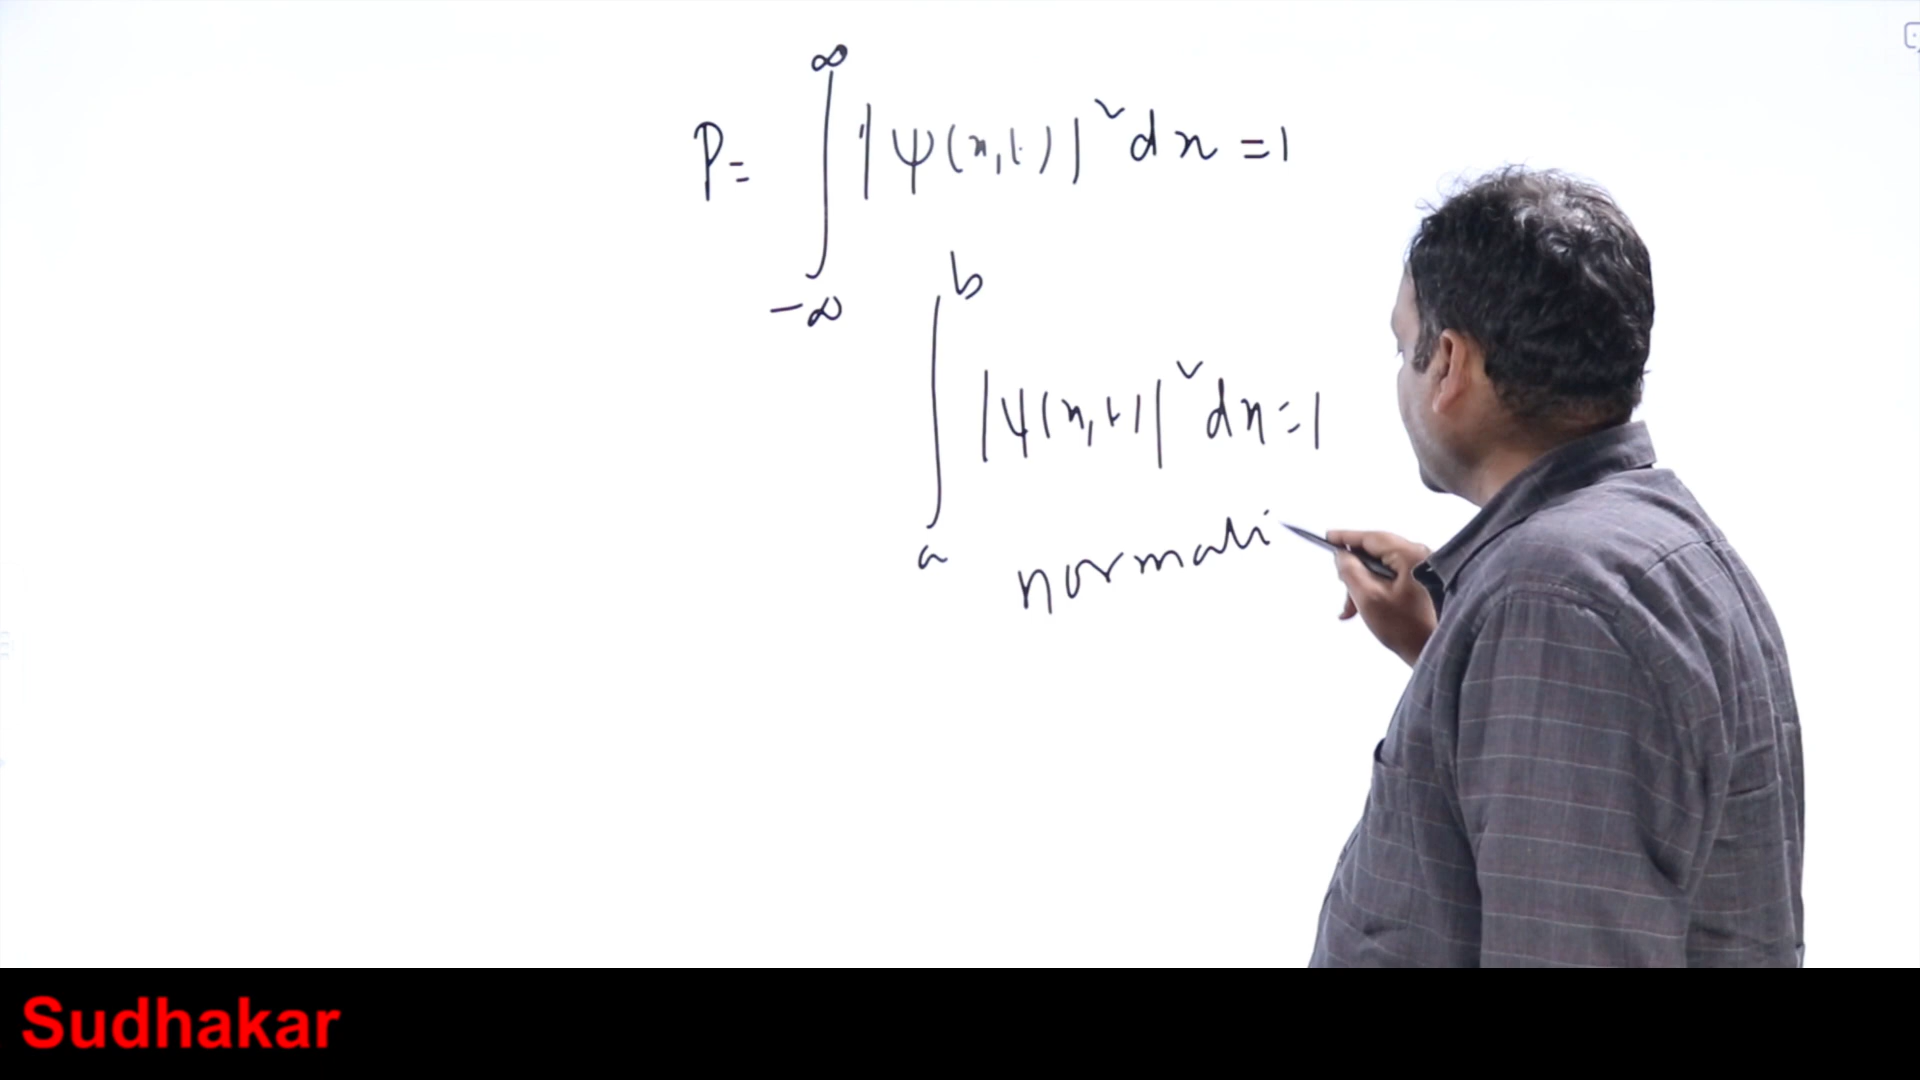 P = ∫_{-∞}^{∞} |ψ(x,t)|² dx = 1
∫_{a}^{b} |ψ(x,t)|² dx = 1
normali
Sudhakar